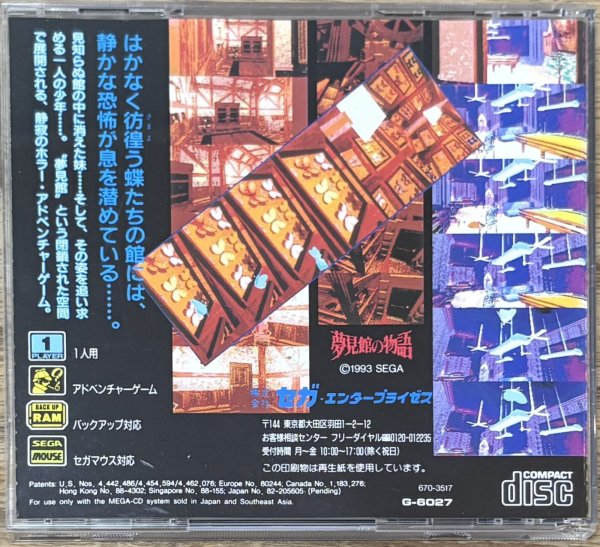 はかなく彷徨う蝶たちの館には、
さまよ
静かな恐怖が息を潜めている……。
見知らぬ館の中に消えた妹……そして、その姿を追い求
める一人の少年……。“夢見館”という閉鎖された空間
で展開される、静寂のホラー・アドベンチャーゲーム。
1
PLAYER
1人用
アドベンチャーゲーム
BACK UP
RAM
バックアップ対応
SEGA
MOUSE
セガマウス対応
夢見館の物語
©1993 SEGA
株式会社 セガ・エンタープライゼス
〒144 東京都大田区羽田1-2-12
お客様相談センター フリーダイヤル0120-012235
受付時間 月〜金 10:00〜17:00(除く祝日)
この印刷物は再生紙を使用しています。
Patents: U.S. Nos. 4,442,486/4,454,594/4,462,076; Europe No. 80244; Canada No. 1,183,276;
Hong Kong No. 88-4302; Singapore No. 88-155; Japan No. 82-205605 (Pending)
For use only with the MEGA-CD system sold in Japan and Southeast Asia.
670-3517
G-6027
COMPACT
disc